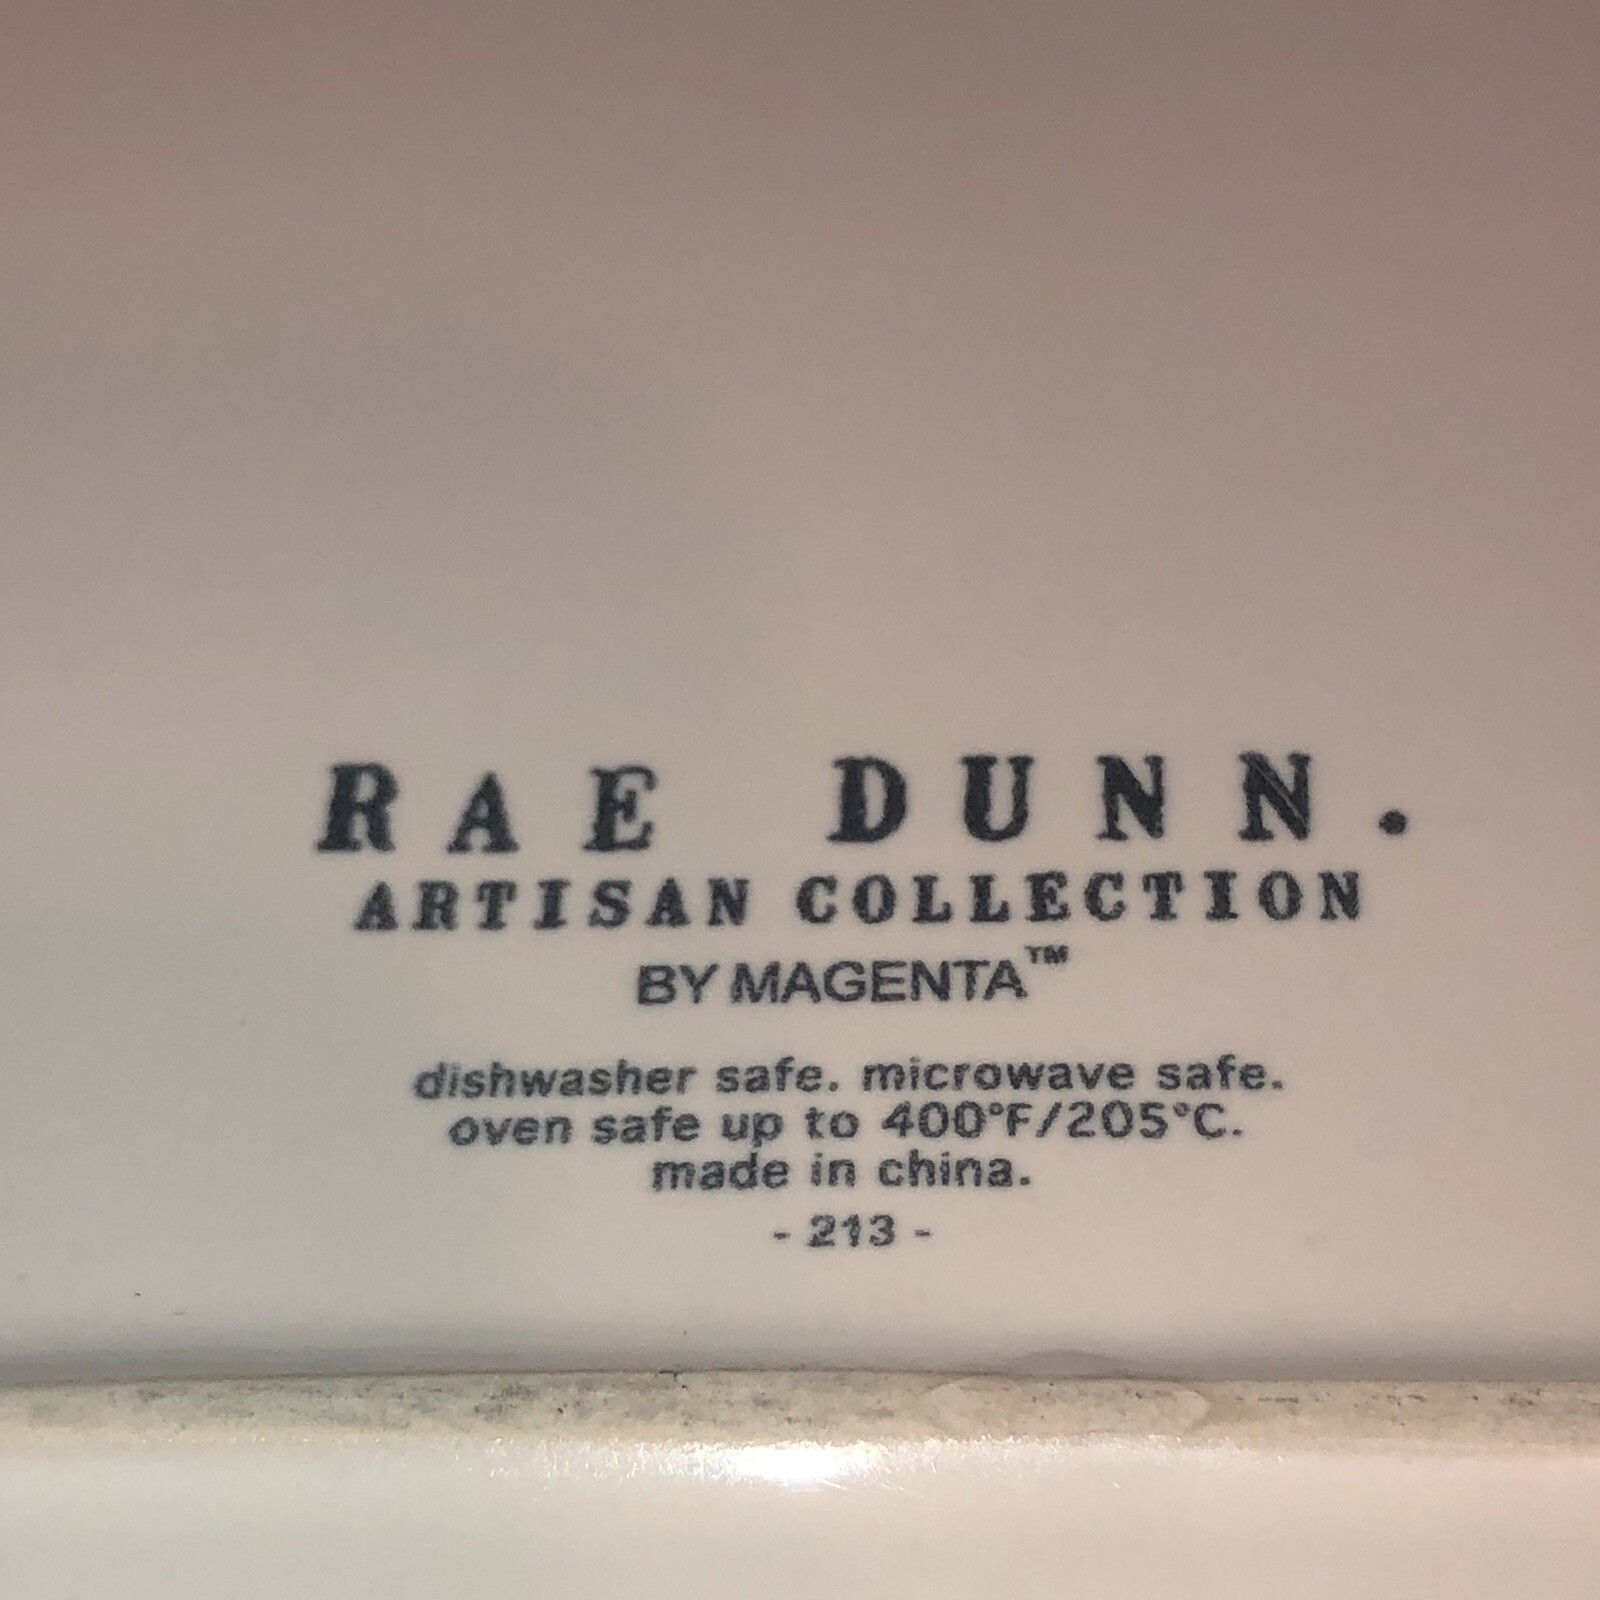 RAE DUNN.
ARTISAN COLLECTION
BY MAGENTA™
dishwasher safe. microwave safe.
oven safe up to 400°F/205°C.
made in china.
- 213 -